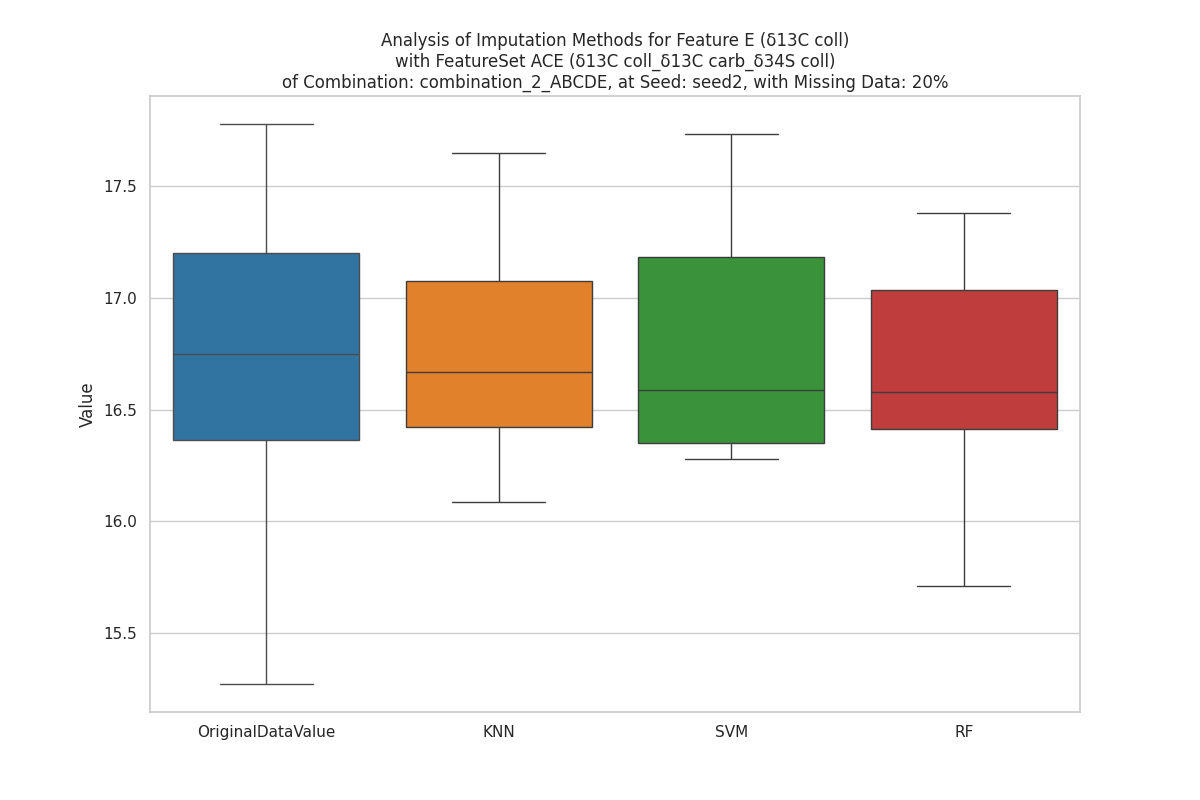 Analysis of Imputation Methods for Feature E (δ13C coll)
with FeatureSet ACE (δ13C coll_δ13C carb_δ34S coll)
of Combination: combination_2_ABCDE, at Seed: seed2, with Missing Data: 20%
Value
17.5
17.0
16.5
16.0
15.5
OriginalDataValue
KNN
SVM
RF